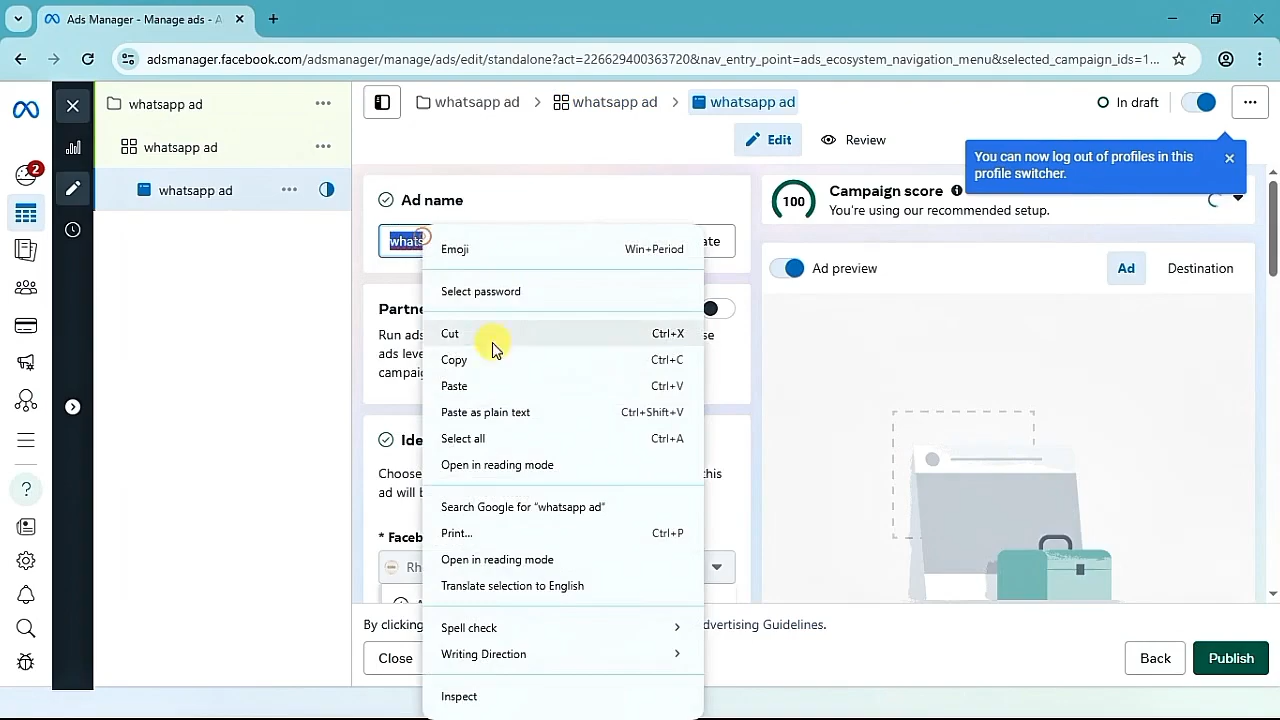 Ads Manager - Manage ads - A
adsmanager.facebook.com/adsmanager/manage/ads/edit/standalone?act=226629400363720&nav_entry_point=ads_ecosystem_navigation_menu&selected_campaign_ids=1...
2
whatsapp ad
whatsapp ad
whatsapp ad
whatsapp ad > whatsapp ad > whatsapp ad
In draft
Edit
Review
You can now log out of profiles in this
profile switcher.
Ad name
whats
Emoji Win+Period
Select password
Cut Ctrl+X
Copy Ctrl+C
Paste Ctrl+V
Paste as plain text Ctrl+Shift+V
Select all Ctrl+A
Open in reading mode
Search Google for "whatsapp ad"
Print... Ctrl+P
Open in reading mode
Translate selection to English
Spell check
Writing Direction
Inspect
Run ads
campai
Choose
this
ad will b
* Faceb
Rh
By clicking
dvertising Guidelines.
Close
100
Campaign score
You're using our recommended setup.
Ad preview
Ad
Destination
Back
Publish